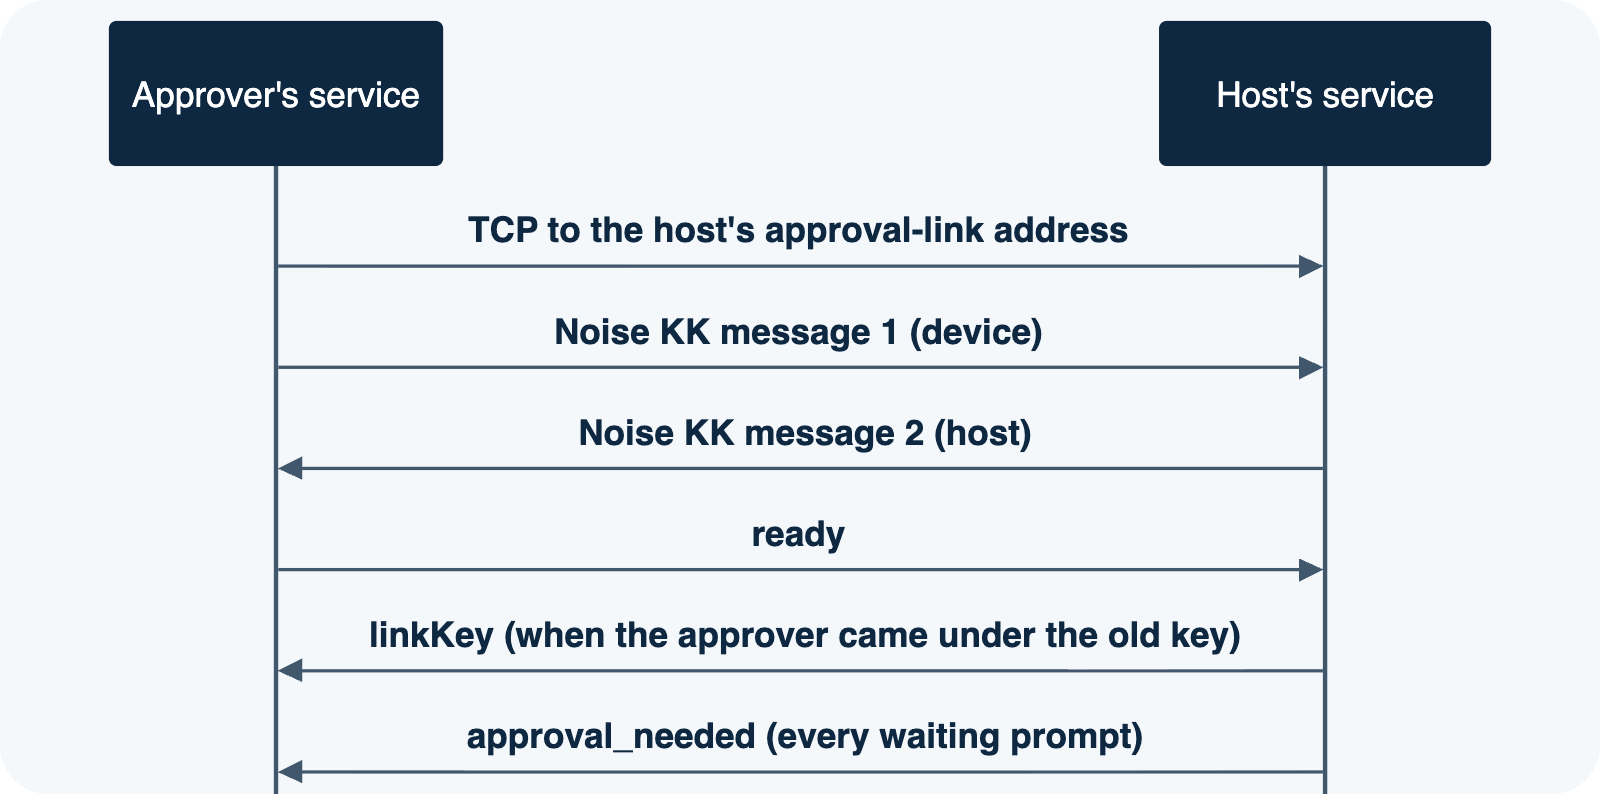 Approver's service
Host's service
TCP to the host's approval-link address
Noise KK message 1 (device)
Noise KK message 2 (host)
ready
linkKey (when the approver came under the old key)
approval_needed (every waiting prompt)